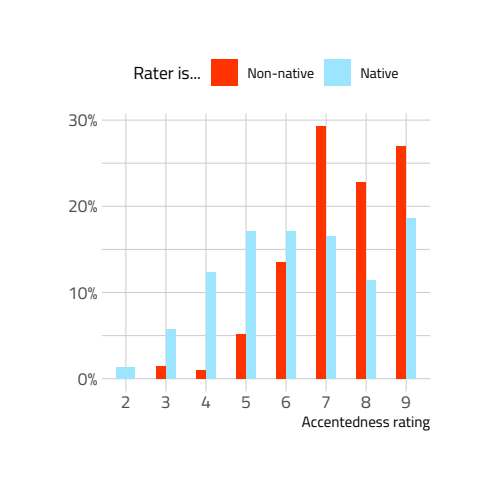 Rater is... Non-native Native
30%
20%
10%
0%
2 3 4 5 6 7 8 9
Accentedness rating